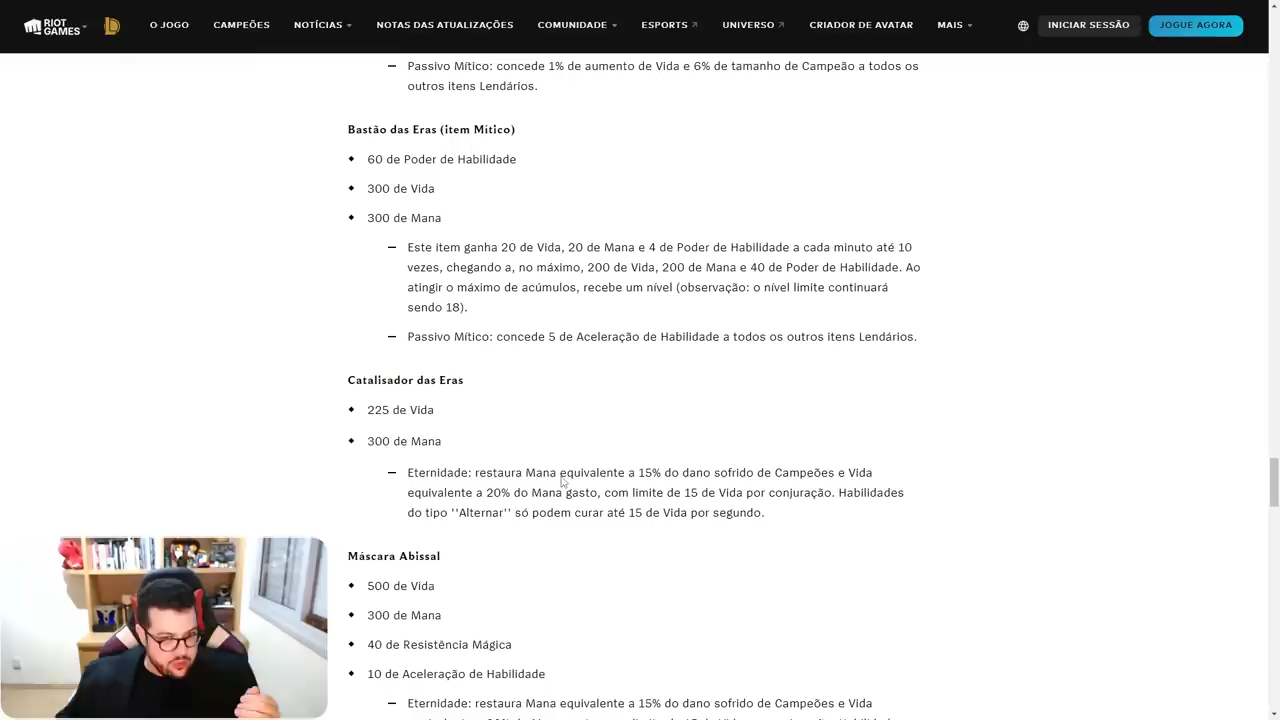 RIOT GAMES
O JOGO CAMPEÕES NOTÍCIAS NOTAS DAS ATUALIZAÇÕES COMUNIDADE ESPORTS UNIVERSO CRIADOR DE AVATAR MAIS INICIAR SESSÃO JOGUE AGORA
Passivo Mítico: concede 1% de aumento de Vida e 6% de tamanho de Campeão a todos os
outros itens Lendários.
Bastão das Eras (item Mítico)
60 de Poder de Habilidade
300 de Vida
300 de Mana
Este item ganha 20 de Vida, 20 de Mana e 4 de Poder de Habilidade a cada minuto até 10
vezes, chegando a, no máximo, 200 de Vida, 200 de Mana e 40 de Poder de Habilidade. Ao
atingir o máximo de acúmulos, recebe um nível (observação: o nível limite continuará
sendo 18).
Passivo Mítico: concede 5 de Aceleração de Habilidade a todos os outros itens Lendários.
Catalisador das Eras
225 de Vida
300 de Mana
Eternidade: restaura Mana equivalente a 15% do dano sofrido de Campeões e Vida
equivalente a 20% do Mana gasto, com limite de 15 de Vida por conjuração. Habilidades
do tipo ''Alternar'' só podem curar até 15 de Vida por segundo.
Máscara Abissal
500 de Vida
300 de Mana
40 de Resistência Mágica
10 de Aceleração de Habilidade
Eternidade: restaura Mana equivalente a 15% do dano sofrido de Campeões e Vida